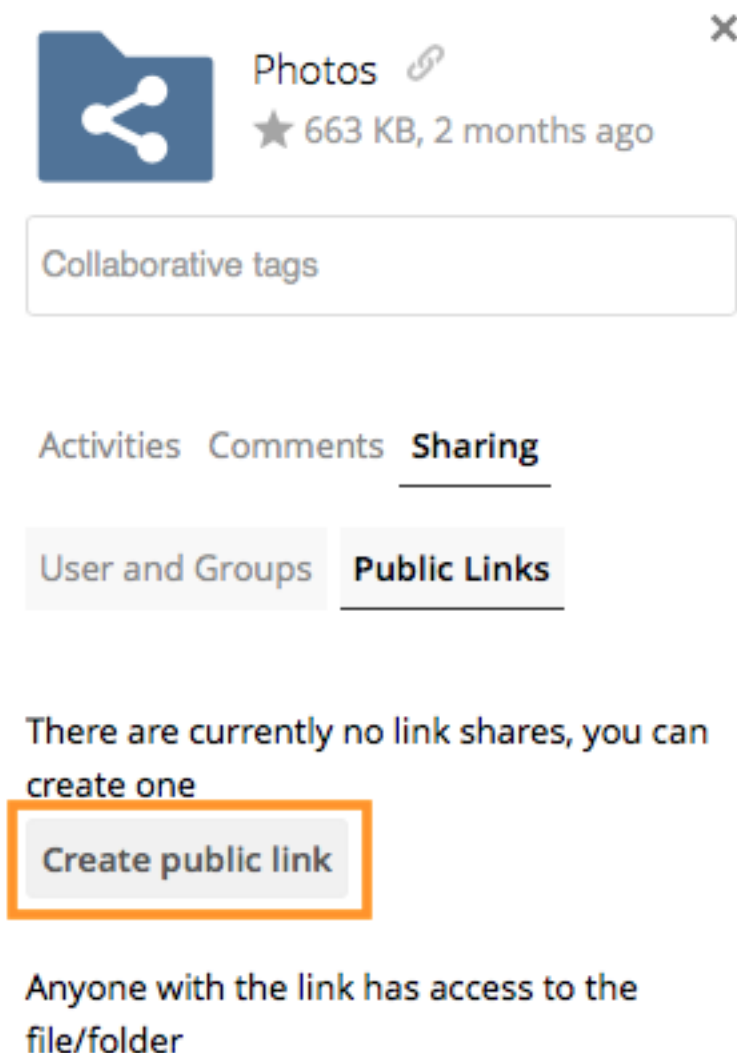 Photos
663 KB, 2 months ago
Collaborative tags
Activities Comments Sharing
User and Groups Public Links
There are currently no link shares, you can
create one
Create public link
Anyone with the link has access to the
file/folder